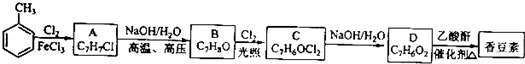 CH₃
Cl₂
FeCl₃
A
C₇H₇Cl
NaOH/H₂O
高温、高压
B
C₇H₈O
Cl₂
光照
C
C₇H₆OCl₂
NaOH/H₂O
D
C₇H₆O₂
乙酸酐
催化剂△
香豆素